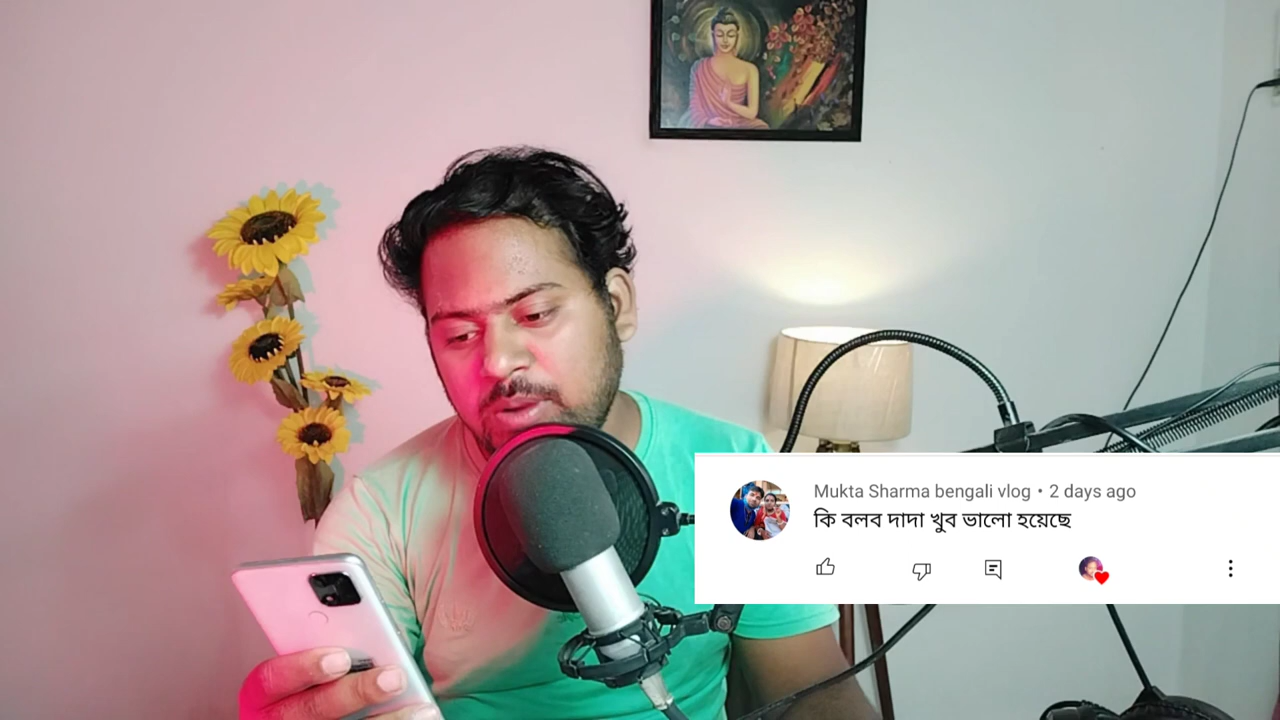 Mukta Sharma bengali vlog • 2 days ago
কি বলব দাদা খুব ভালো হয়েছে